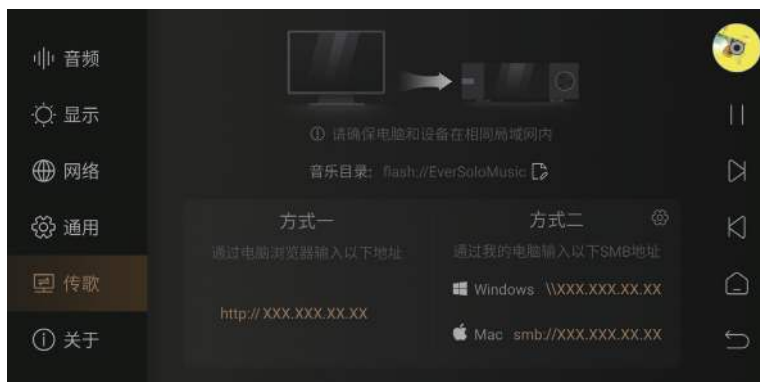 音频
显示
网络
通用
传歌
关于
请确保电脑和设备在相同局域网内
音乐目录: flash://EverSoloMusic
方式一
通过电脑浏览器输入以下地址
http:// XXX.XXX.XX.XX
方式二
通过我的电脑输入以下SMB地址
Windows \\XXX.XXX.XX.XX
Mac smb://XXX.XXX.XX.XX